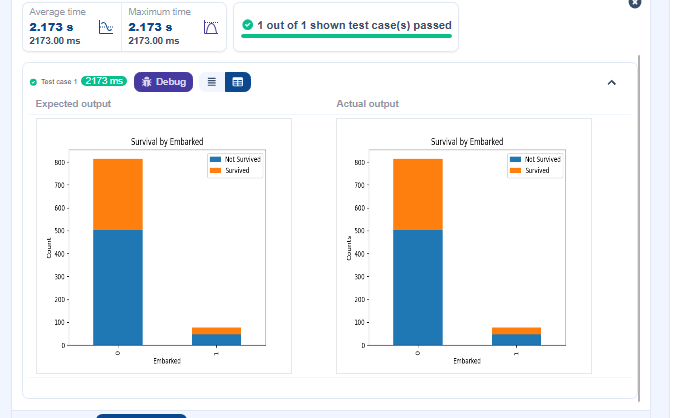 Average time
2.173 s
2173.00 ms
Maximum time
2.173 s
2173.00 ms
1 out of 1 shown test case(s) passed
Test case 1
2173 ms
Debug
Expected output
Actual output
Survival by Embarked
Not Survived
Survived
800
700
600
500
400
300
200
100
0
Count
0
1
Embarked
Survival by Embarked
Not Survived
Survived
800
700
600
500
400
300
200
100
0
Counts
0
1
Embarked